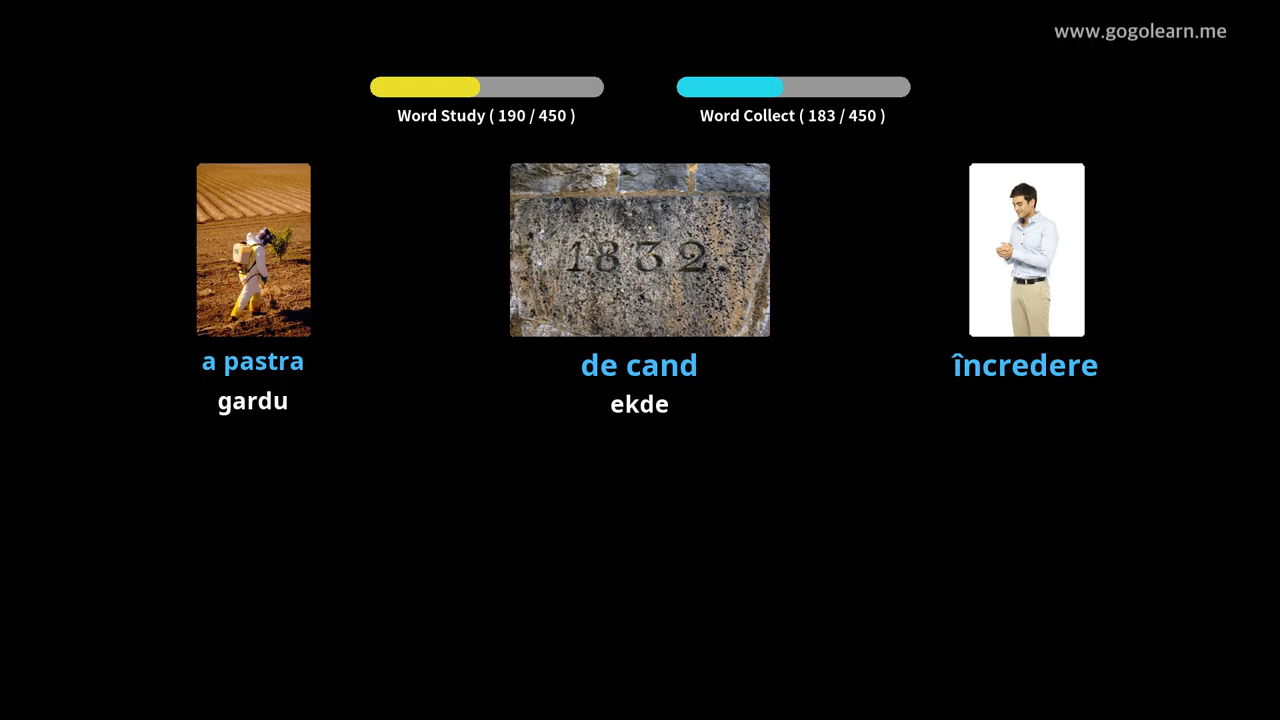 www.gogolearn.me
Word Study ( 190 / 450 )
Word Collect ( 183 / 450 )
1832.
a pastra
de cand
încredere
gardu
ekde